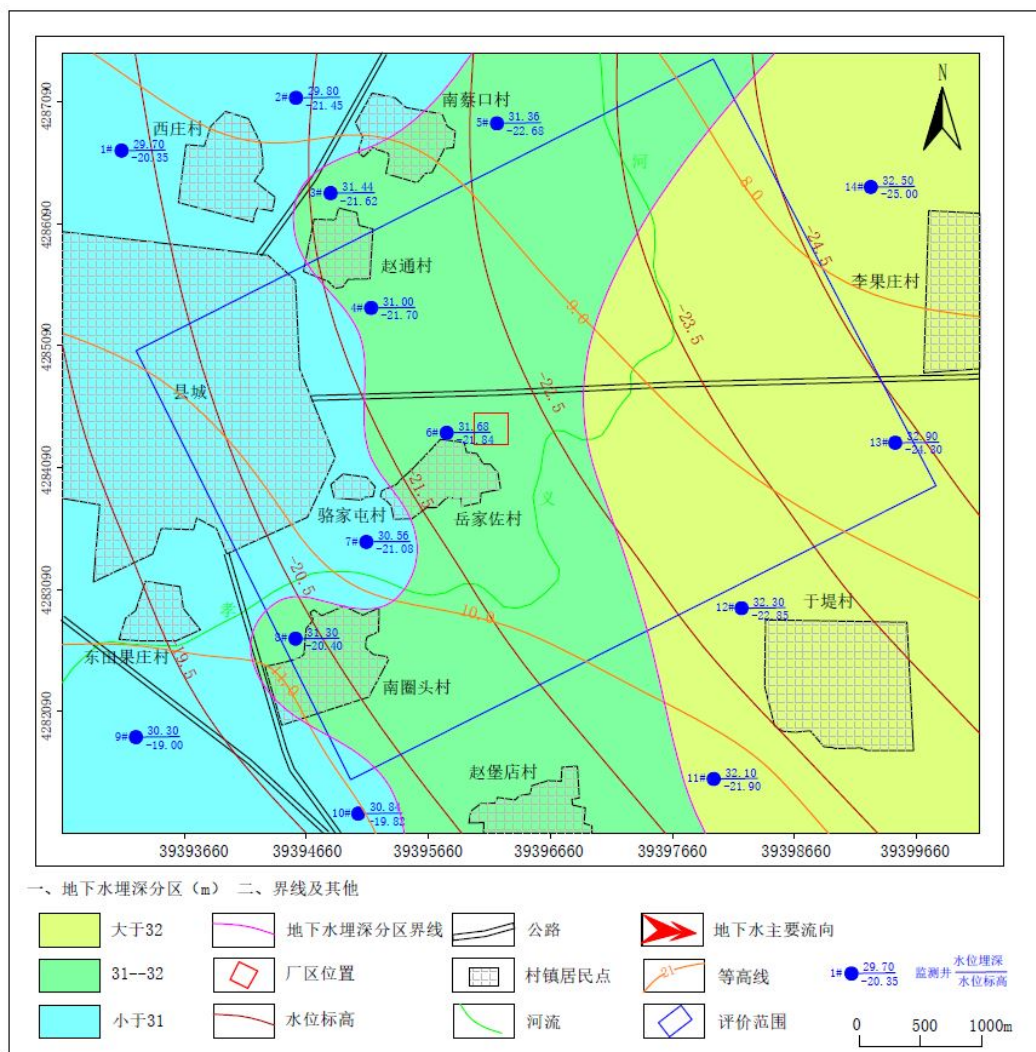 N
2# 29.80
-21.45
南蔡口村
5# 31.36
-22.68
西庄村
1# 29.70
-20.35
河
3# 31.44
-21.62
8.0
14# 32.50
-25.00
赵通村
-24.5
李果庄村
4# 31.00
-21.70
9.0
-23.5
县城
-22.5
6# 31.68
-21.84
13# 32.90
-24.30
-21.5
义
骆家屯村
岳家佐村
7# 30.56
-21.08
-20.5
孝
10.0
12# 32.30
-22.85
于堤村
8# 31.30
-20.40
东田果庄村
-19.5
11.0
南圈头村
9# 30.30
-19.00
赵堡店村
11# 32.10
-21.90
10# 30.84
-19.82
4287090
4286090
4285090
4284090
4283090
4282090
39393660 39394660 39395660 39396660 39397660 39398660 39399660
一、地下水埋深分区（m） 二、界线及其他
大于32 地下水埋深分区界线 公路 地下水主要流向
31--32 厂区位置 村镇居民点 21 等高线 1# 29.70 监测井 水位埋深
-20.35 水位标高
小于31 水位标高 河流 评价范围
0 500 1000m